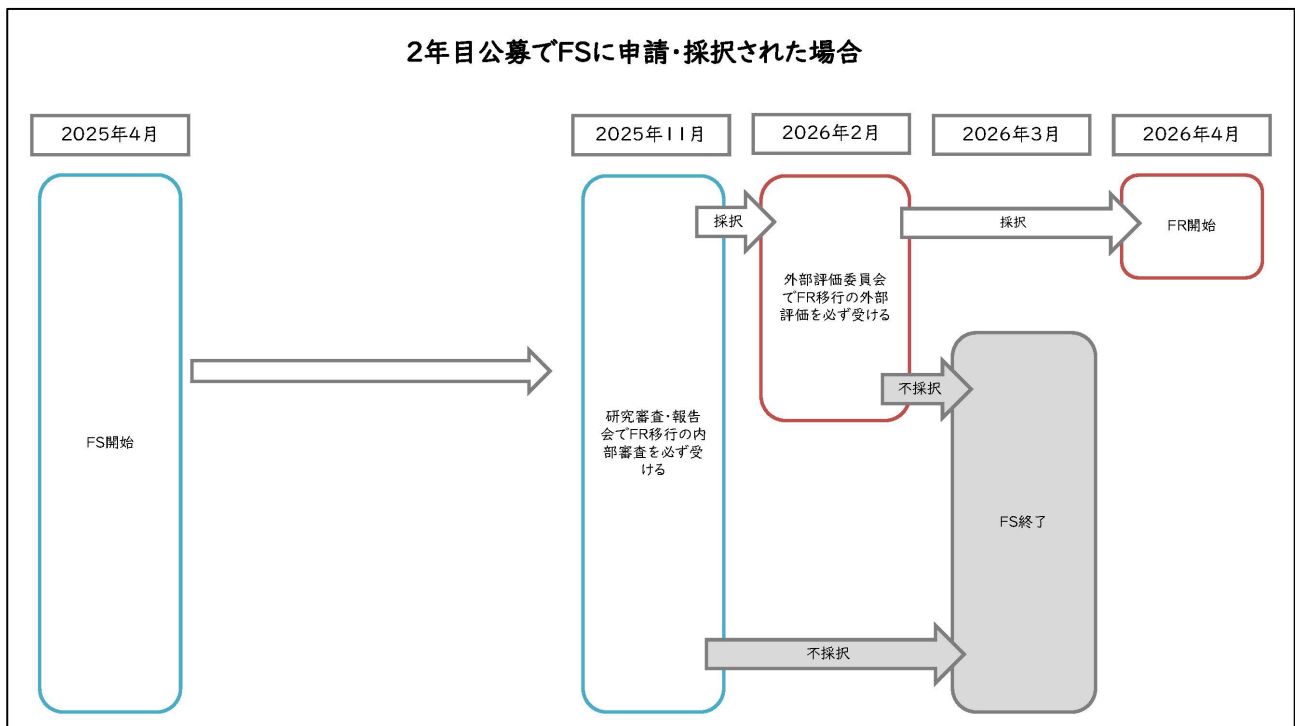 2年目公募でFSに申請・採択された場合
2025年4月
2025年11月
2026年2月
2026年3月
2026年4月
採択
採択
FR開始
外部評価委員会
でFR移行の外部
評価を必ず受ける
不採択
研究審査・報告
会でFR移行の内
部審査を必ず受
ける
FS開始
FS終了
不採択